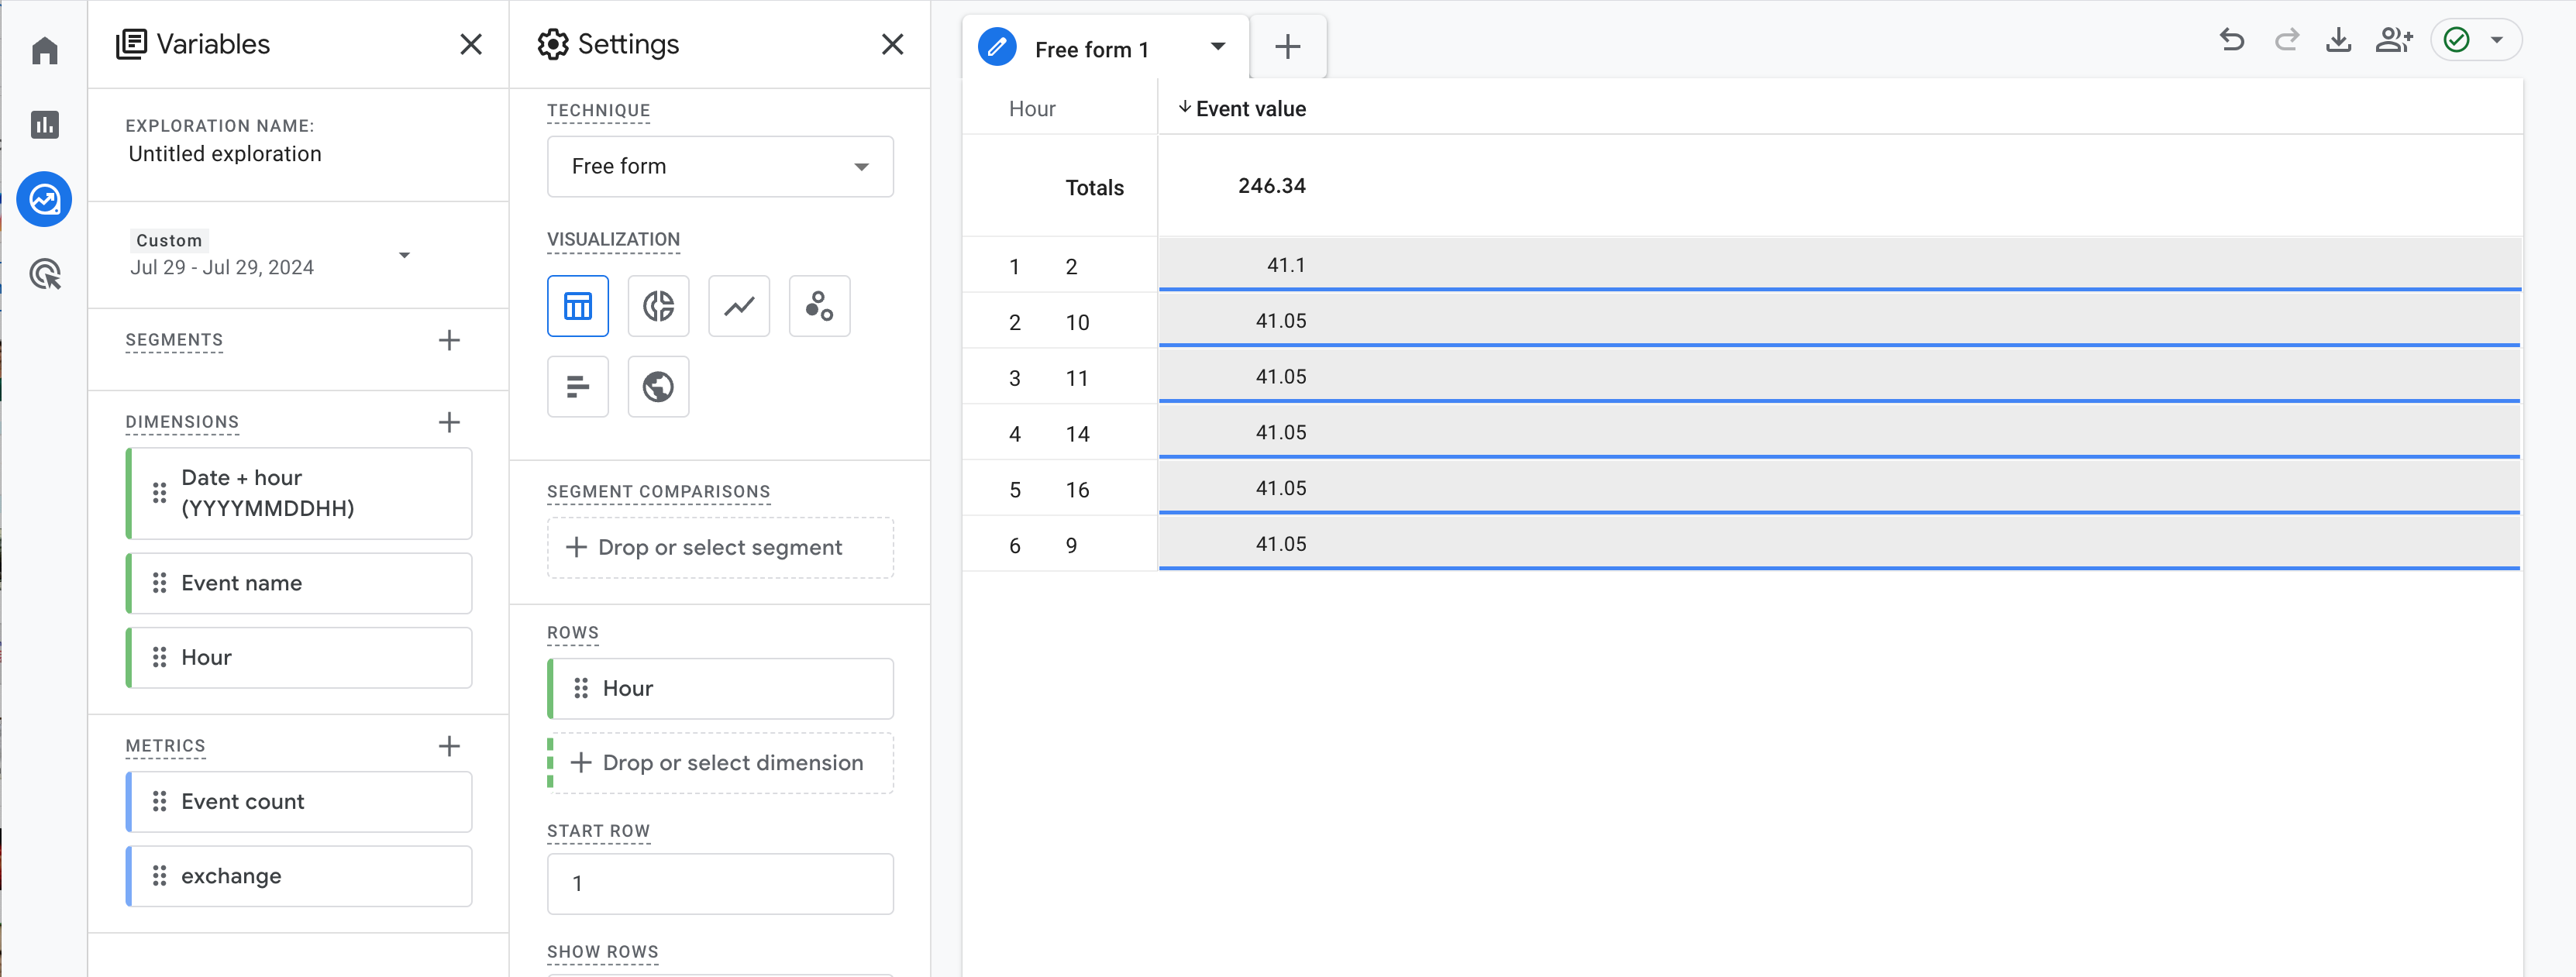 Variables
EXPLORATION NAME:
Untitled exploration
Custom
Jul 29 - Jul 29, 2024
SEGMENTS
DIMENSIONS
Date + hour
(YYYYMMDDHH)
Event name
Hour
METRICS
Event count
exchange
Settings
TECHNIQUE
Free form
VISUALIZATION
SEGMENT COMPARISONS
Drop or select segment
ROWS
Hour
Drop or select dimension
START ROW
1
SHOW ROWS
Free form 1
Hour ↓ Event value
Totals 246.34
1 2 41.1
2 10 41.05
3 11 41.05
4 14 41.05
5 16 41.05
6 9 41.05